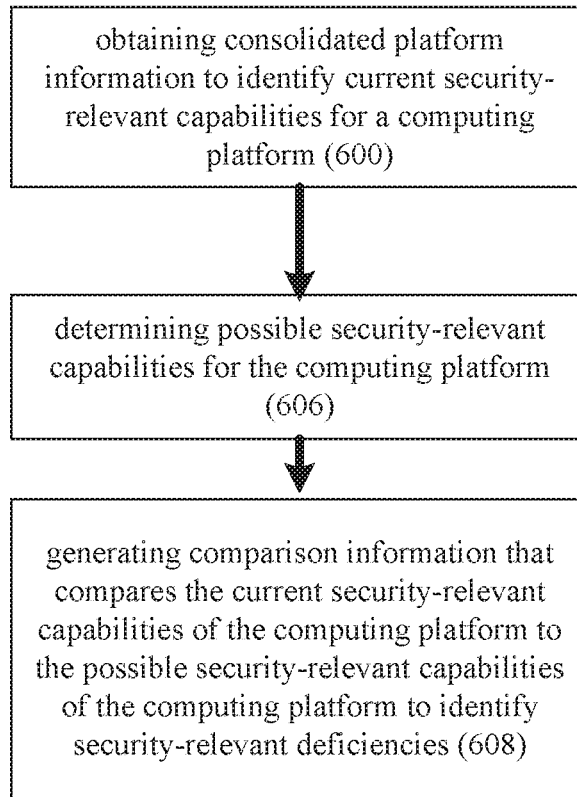 obtaining consolidated platform
information to identify current security-
relevant capabilities for a computing
platform (600)
determining possible security-relevant
capabilities for the computing platform
(606)
generating comparison information that
compares the current security-relevant
capabilities of the computing platform to
the possible security-relevant capabilities
of the computing platform to identify
security-relevant deficiencies (608)